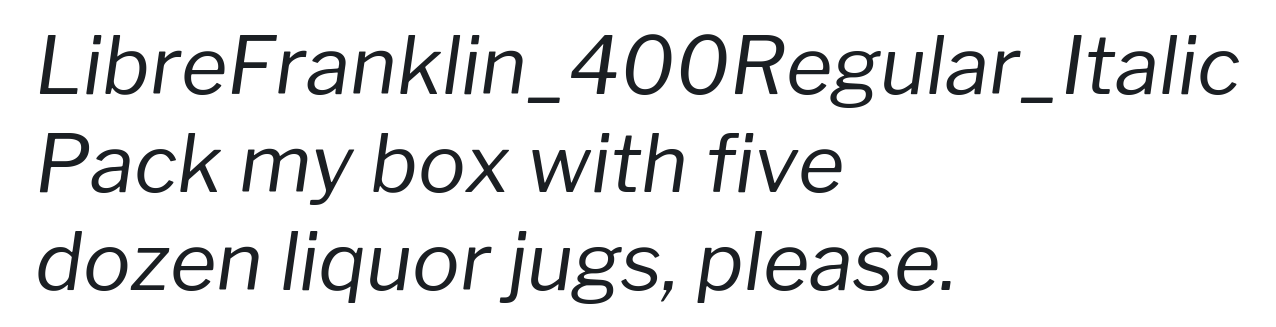 LibreFranklin_400Regular_Italic
Pack my box with five
dozen liquor jugs, please.